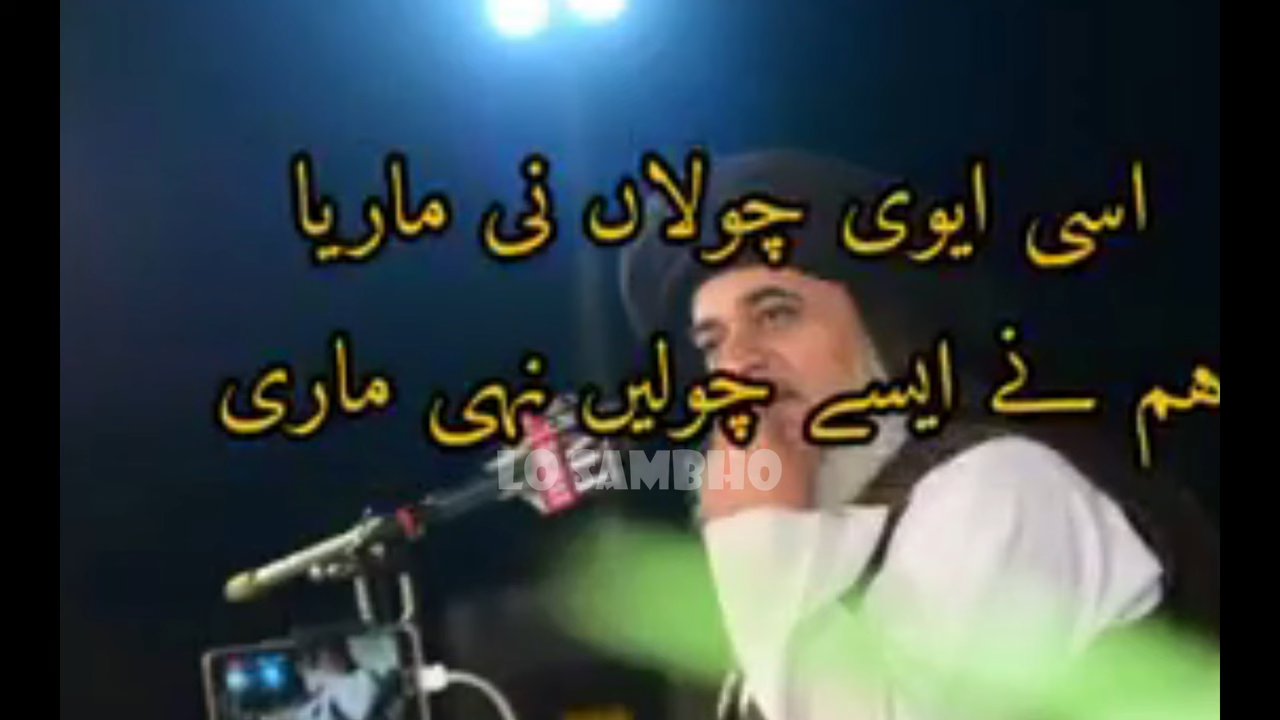 اسی ایوی چولاں نی ماریا
ھم نے ایسے چولیں نہی ماری
LOSAMBHO